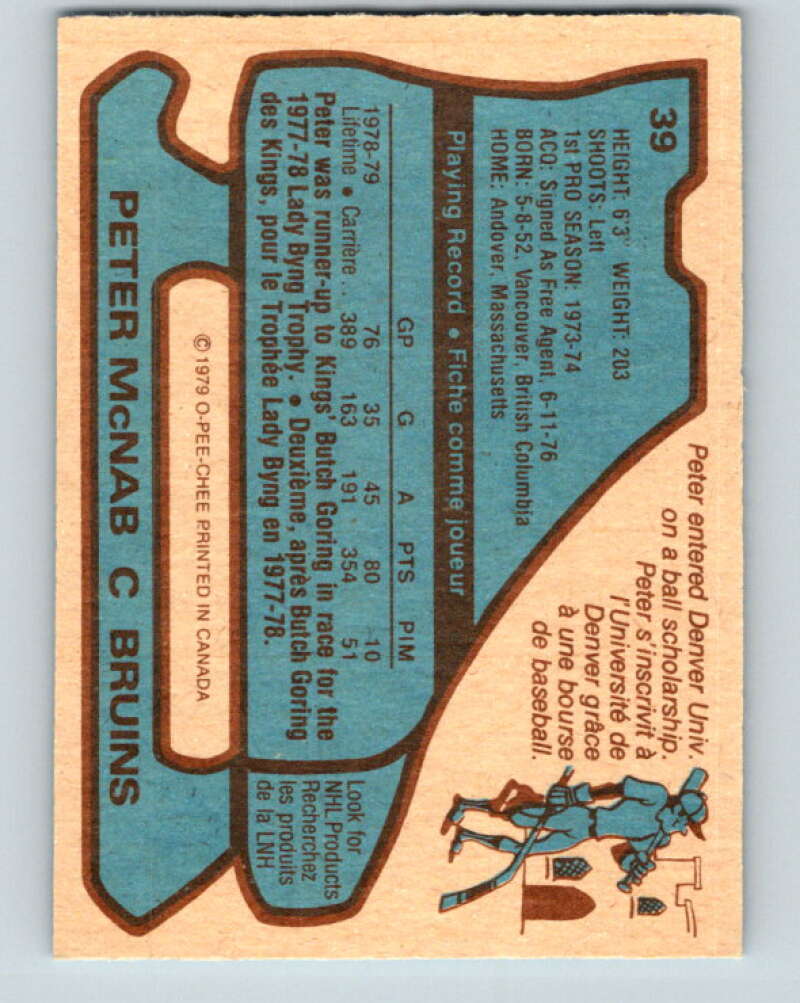 39
HEIGHT: 6'3" WEIGHT: 203
SHOOTS: Left
1st PRO SEASON: 1973-74
ACQ: Signed As Free Agent, 6-11-76
BORN: 5-8-52, Vancouver, British Columbia
HOME: Andover, Massachusetts
Peter entered Denver Univ.
on a ball scholarship.
Peter s'inscrivit à
l'Université de
Denver grâce
à une bourse
de baseball.
Playing Record • Fiche comme joueur
GP G A PTS PIM
1978-79 76 35 45 80 10
Lifetime • Carrière .. 389 163 191 354 51
Peter was runner-up to Kings' Butch Goring in race for the
1977-78 Lady Byng Trophy. • Deuxième, après Butch Goring
des Kings, pour le Trophée Lady Byng en 1977-78.
Look for
NHL Products
Recherchez
les produits
de la LNH
© 1979 O-PEE-CHEE PRINTED IN CANADA
PETER McNAB C BRUINS